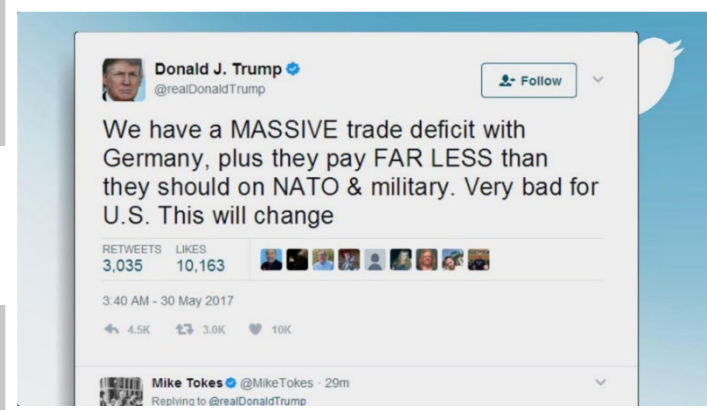 Donald J. Trump
@realDonaldTrump
Follow
We have a MASSIVE trade deficit with
Germany, plus they pay FAR LESS than
they should on NATO & military. Very bad for
U.S. This will change
RETWEETS LIKES
3,035 10,163
3:40 AM - 30 May 2017
4.5K 3.0K 10K
Mike Tokes @MikeTokes · 29m
Replying to @realDonaldTrump